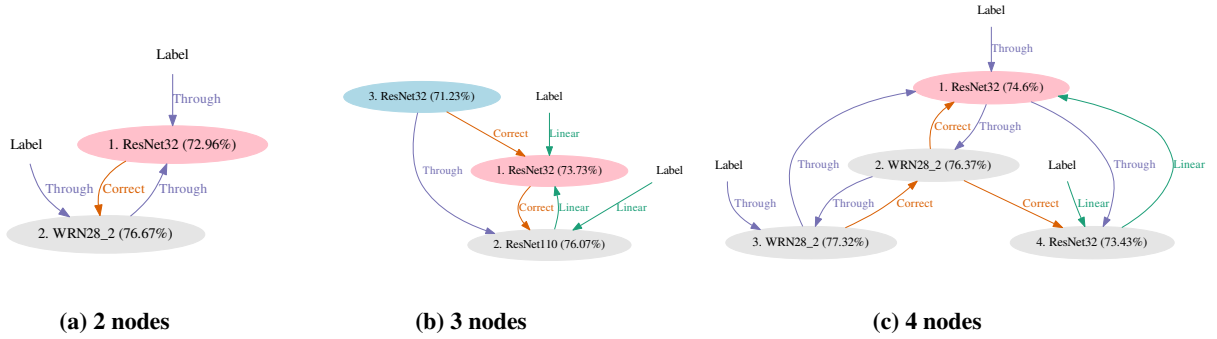 Label
Through
1. ResNet32 (72.96%)
Label
Through
Correct
Through
2. WRN28_2 (76.67%)
(a) 2 nodes
3. ResNet32 (71.23%)
Label
Correct
Linear
Through
1. ResNet32 (73.73%)
Label
Correct
Linear
Linear
2. ResNet110 (76.07%)
(b) 3 nodes
Label
Through
1. ResNet32 (74.6%)
Correct
Through
Through
2. WRN28_2 (76.37%)
Through
Linear
Label
Label
Through
Through
Correct
Correct
Linear
3. WRN28_2 (77.32%)
4. ResNet32 (73.43%)
(c) 4 nodes